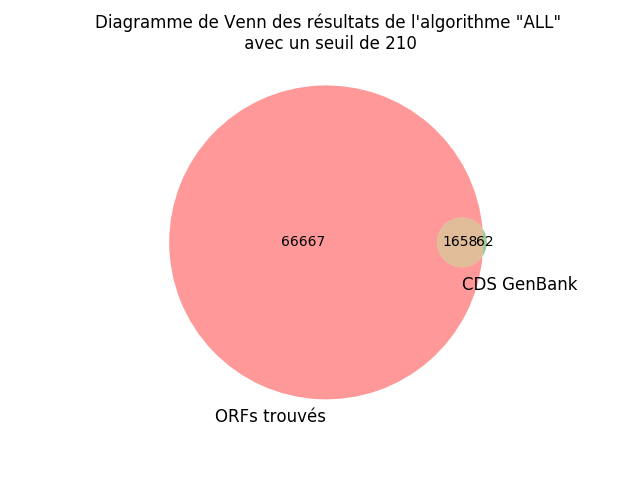 Diagramme de Venn des résultats de l'algorithme "ALL"
avec un seuil de 210
66667
1658
62
CDS GenBank
ORFs trouvés